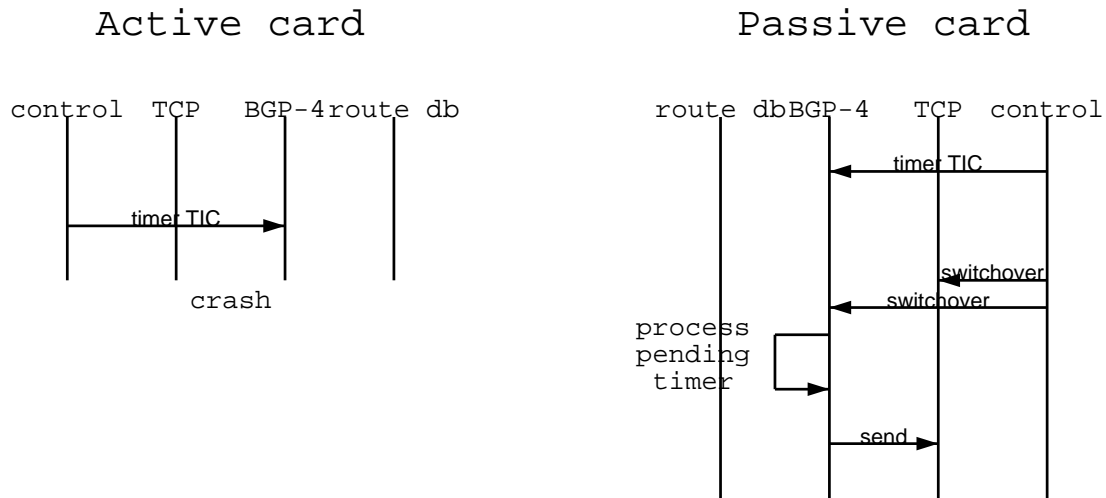 Active card
Passive card
control TCP BGP-4 route db
route db BGP-4 TCP control
timer TIC
timer TIC
switchover
crash
switchover
process
pending
timer
send